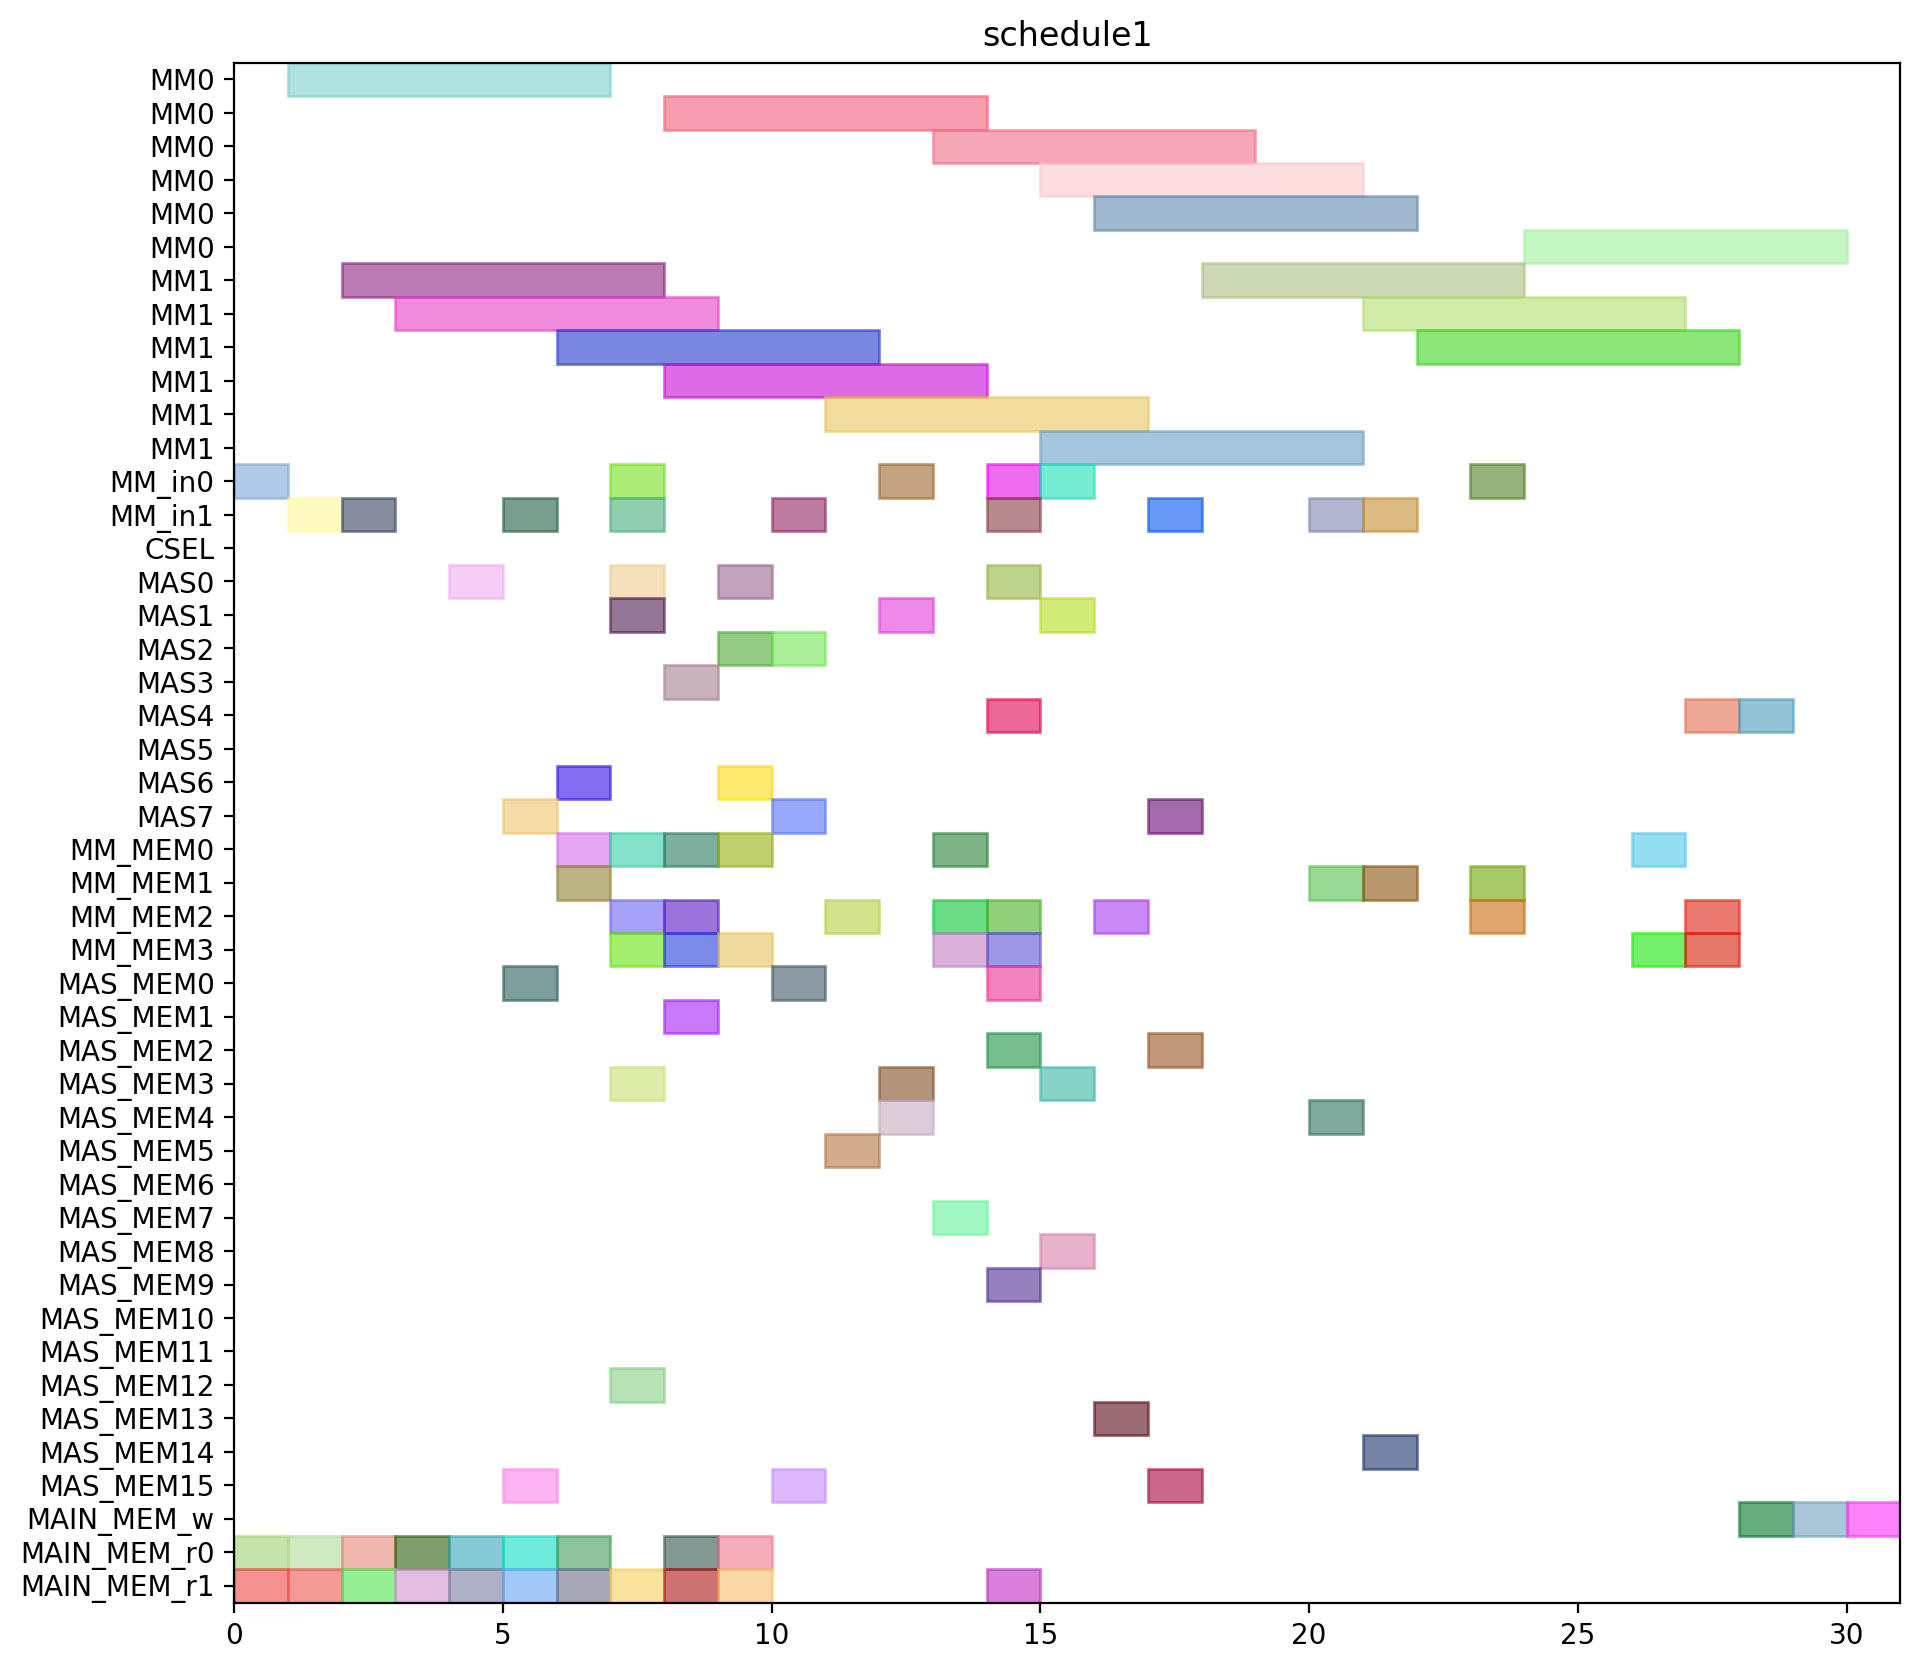 schedule1
MM0
MM0
MM0
MM0
MM0
MM0
MM1
MM1
MM1
MM1
MM1
MM1
MM_in0
MM_in1
CSEL
MAS0
MAS1
MAS2
MAS3
MAS4
MAS5
MAS6
MAS7
MM_MEM0
MM_MEM1
MM_MEM2
MM_MEM3
MAS_MEM0
MAS_MEM1
MAS_MEM2
MAS_MEM3
MAS_MEM4
MAS_MEM5
MAS_MEM6
MAS_MEM7
MAS_MEM8
MAS_MEM9
MAS_MEM10
MAS_MEM11
MAS_MEM12
MAS_MEM13
MAS_MEM14
MAS_MEM15
MAIN_MEM_w
MAIN_MEM_r0
MAIN_MEM_r1
0 5 10 15 20 25 30